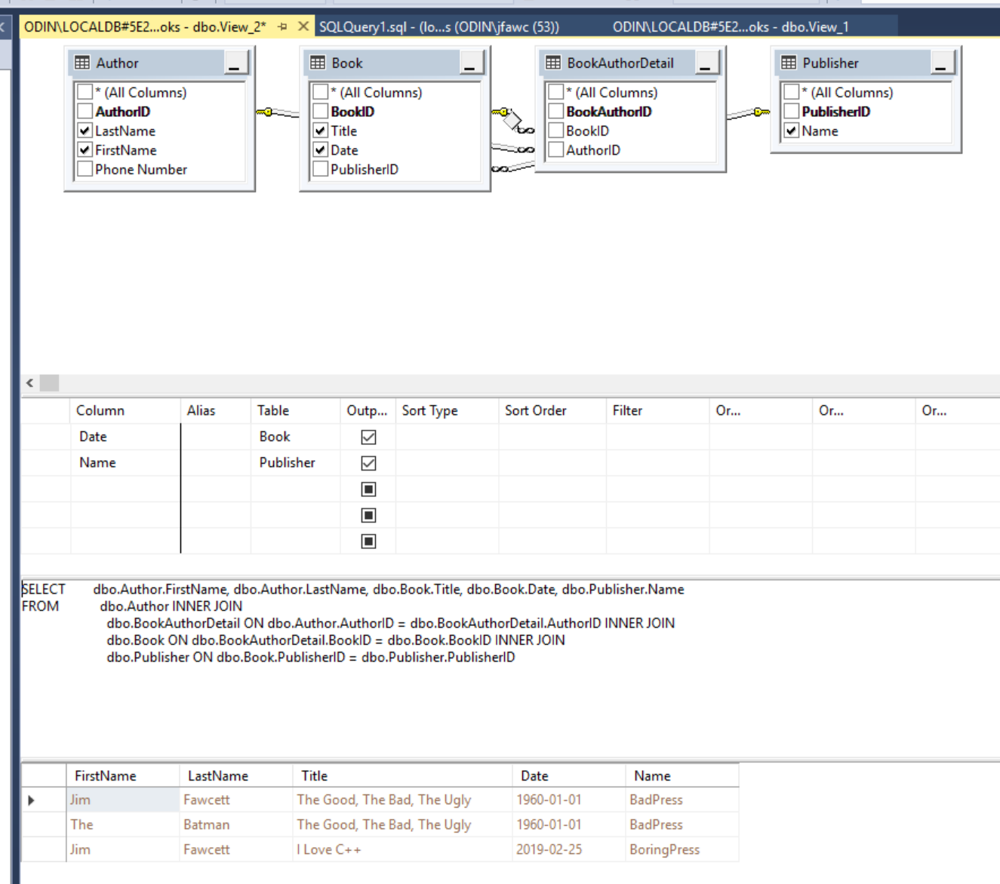 ODIN\LOCALDB#5E2...oks - dbo.View_2* SQLQuery1.sql - (lo...s (ODIN\jfawc (53)) ODIN\LOCALDB#5E2...oks - dbo.View_1
Author
* (All Columns)
AuthorID
LastName
FirstName
Phone Number
Book
* (All Columns)
BookID
Title
Date
PublisherID
BookAuthorDetail
* (All Columns)
BookAuthorID
BookID
AuthorID
Publisher
* (All Columns)
PublisherID
Name
Column Alias Table Outp... Sort Type Sort Order Filter Or... Or... Or...
Date Book
Name Publisher
SELECT dbo.Author.FirstName, dbo.Author.LastName, dbo.Book.Title, dbo.Book.Date, dbo.Publisher.Name
FROM dbo.Author INNER JOIN
dbo.BookAuthorDetail ON dbo.Author.AuthorID = dbo.BookAuthorDetail.AuthorID INNER JOIN
dbo.Book ON dbo.BookAuthorDetail.BookID = dbo.Book.BookID INNER JOIN
dbo.Publisher ON dbo.Book.PublisherID = dbo.Publisher.PublisherID
FirstName LastName Title Date Name
Jim Fawcett The Good, The Bad, The Ugly 1960-01-01 BadPress
The Batman The Good, The Bad, The Ugly 1960-01-01 BadPress
Jim Fawcett I Love C++ 2019-02-25 BoringPress